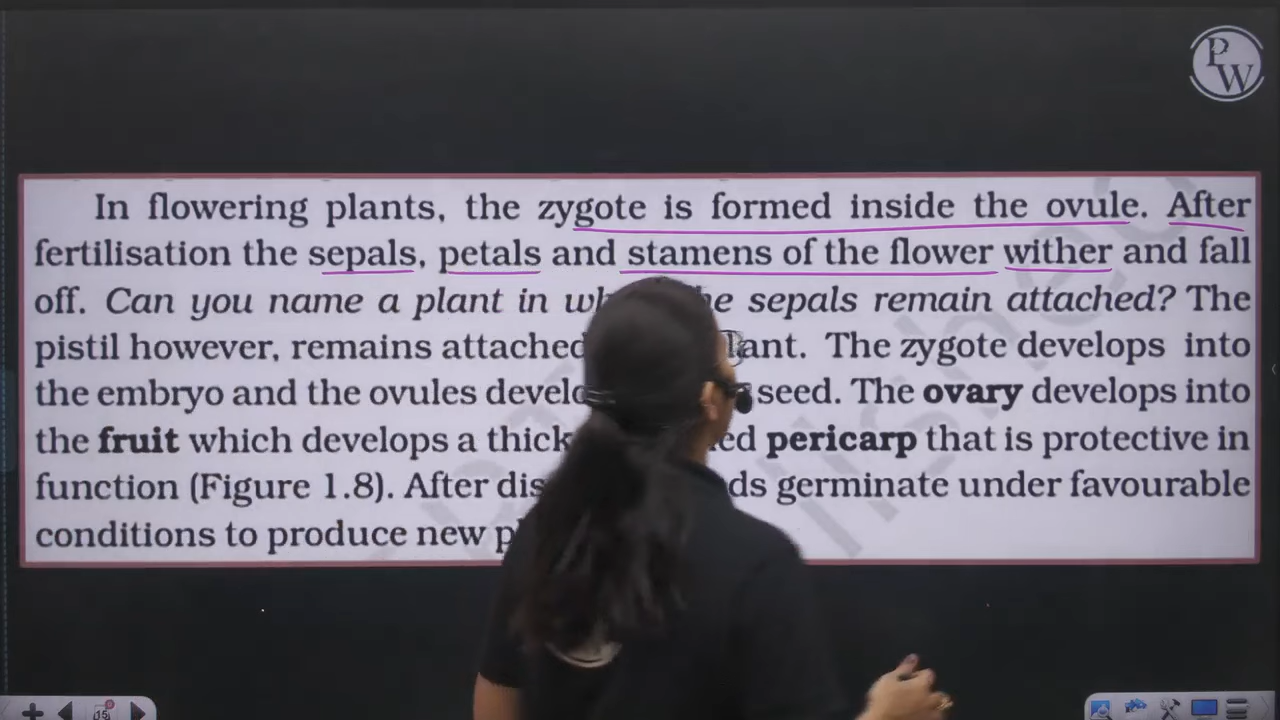 P
W
In flowering plants, the zygote is formed inside the ovule. After
fertilisation the sepals, petals and stamens of the flower wither and fall
off. Can you name a plant in wh he sepals remain attached? The
pistil however, remains attached ant. The zygote develops into
the embryo and the ovules develo seed. The ovary develops into
the fruit which develops a thick ed pericarp that is protective in
function (Figure 1.8). After dis ds germinate under favourable
conditions to produce new p
15